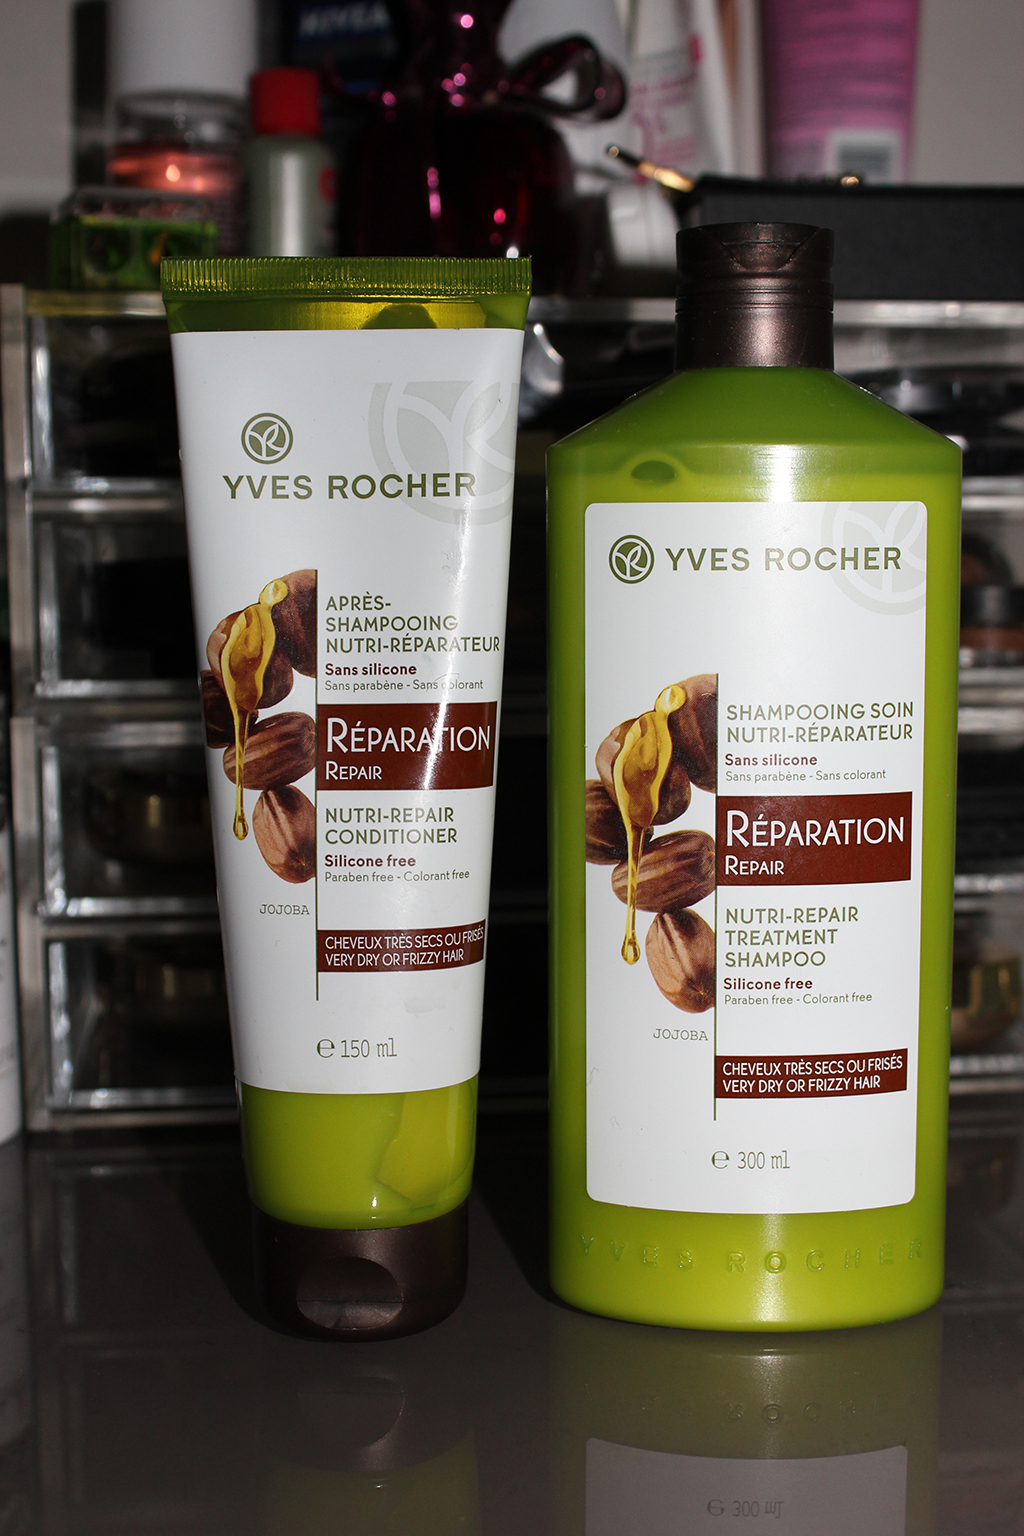 NIVEA
YVES ROCHER
APRÈS-
SHAMPOOING
NUTRI-RÉPARATEUR
Sans silicone
Sans parabène - Sans colorant
RÉPARATION
REPAIR
NUTRI-REPAIR
CONDITIONER
Silicone free
Paraben free - Colorant free
JOJOBA
CHEVEUX TRÈS SECS OU FRISÉS
VERY DRY OR FRIZZY HAIR
℮ 150 ml
YVES ROCHER
SHAMPOOING SOIN
NUTRI-RÉPARATEUR
Sans silicone
Sans parabène - Sans colorant
RÉPARATION
REPAIR
NUTRI-REPAIR
TREATMENT
SHAMPOO
Silicone free
Paraben free - Colorant free
JOJOBA
CHEVEUX TRÈS SECS OU FRISÉS
VERY DRY OR FRIZZY HAIR
℮ 300 ml
YVES ROCHER